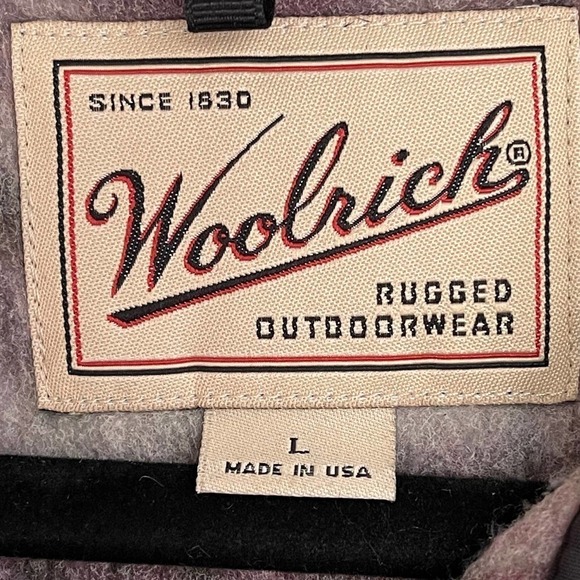 SINCE 1830
Woolrich®
RUGGED
OUTDOORWEAR
L
MADE IN USA